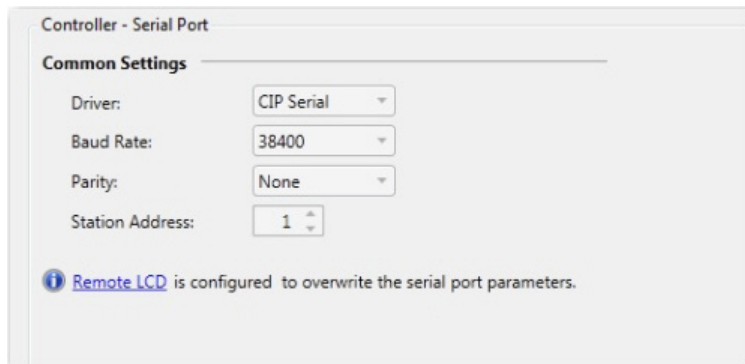 Controller - Serial Port
Common Settings
Driver: CIP Serial
Baud Rate: 38400
Parity: None
Station Address: 1
Remote LCD is configured to overwrite the serial port parameters.